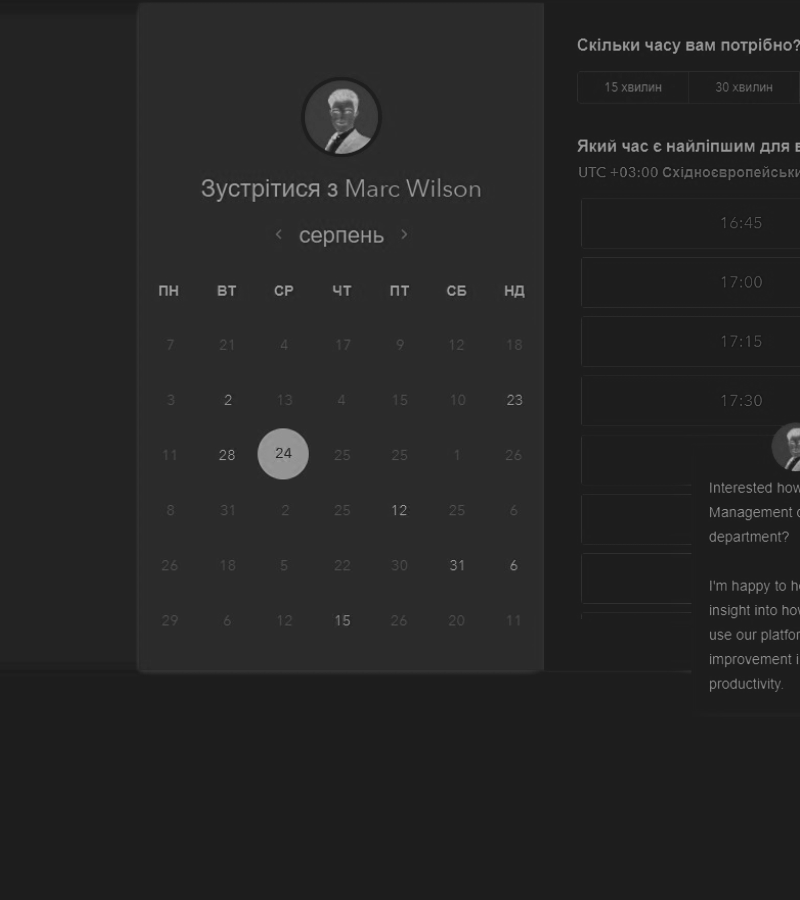 Зустрітися з Marc Wilson
серпень
ПН ВТ СР ЧТ ПТ СБ НД
7 21 4 17 9 12 18
3 2 13 4 15 10 23
11 28 24 25 25 1 26
8 31 2 25 12 25 6
26 18 5 22 30 31 6
29 6 12 15 26 20 11
Скільки часу вам потрібно?
15 хвилин 30 хвилин
Який час є найліпшим для в
UTC +03:00 Східноєвропейськи
16:45
17:00
17:15
17:30
Interested how
Management
department?
I'm happy to he
insight into how
use our platfor
improvement i
productivity.